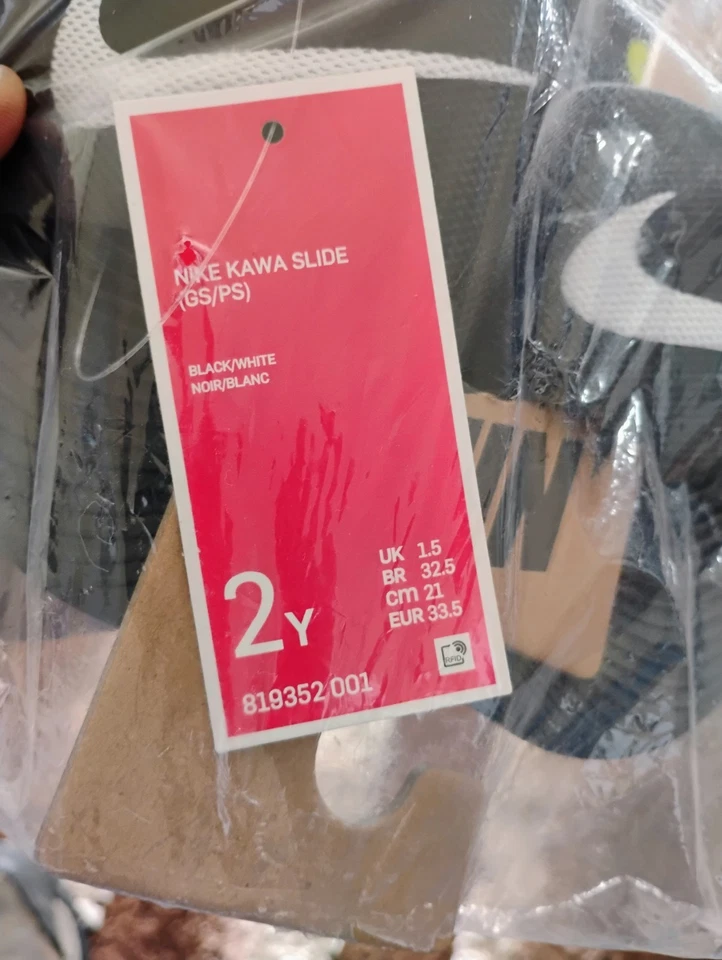 NIKE KAWA SLIDE
(GS/PS)
BLACK/WHITE
NOIR/BLANC
UK 1.5
BR 32.5
cm 21
EUR 33.5
2Y
819352 001
RFID